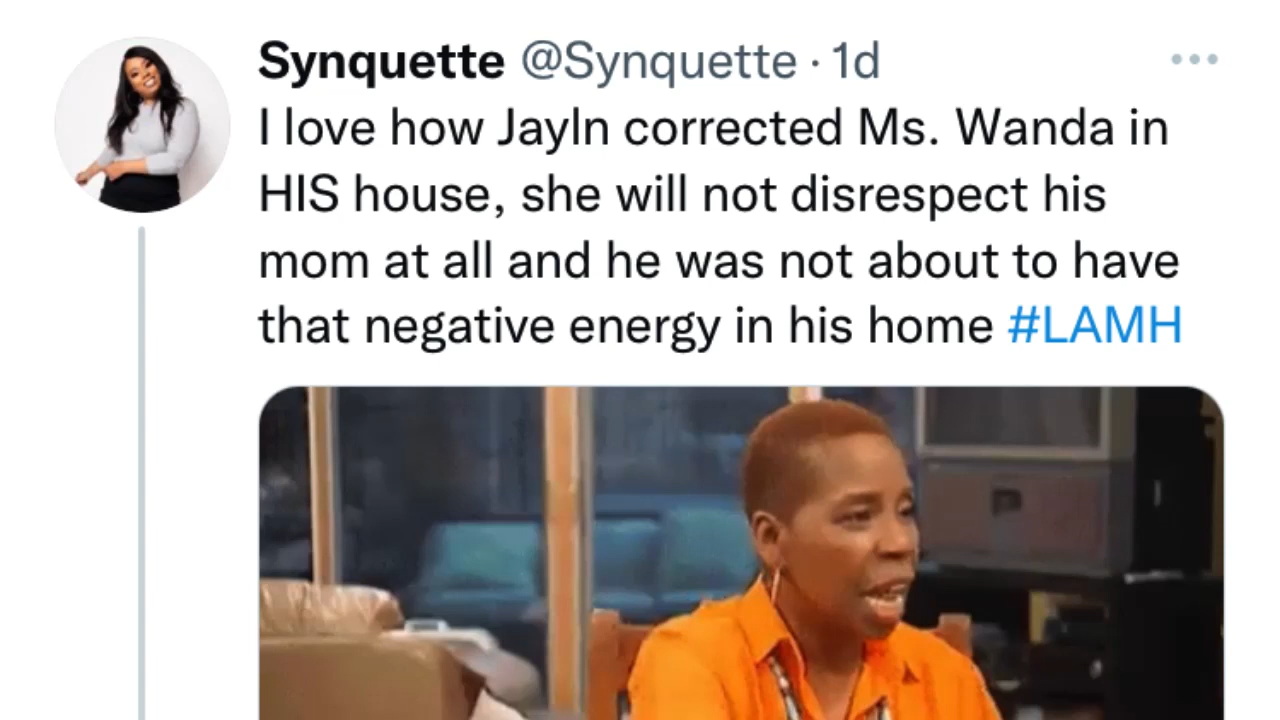 Synquette @Synquette · 1d
I love how Jayln corrected Ms. Wanda in
HIS house, she will not disrespect his
mom at all and he was not about to have
that negative energy in his home #LAMH